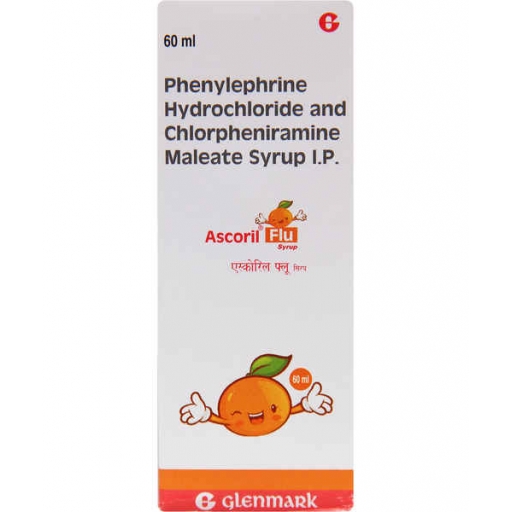 60 ml
Phenylephrine
Hydrochloride and
Chlorpheniramine
Maleate Syrup I.P.
Ascoril® Flu
Syrup
एस्कोरिल फ्लू सिरप
60 ml
G glenmark